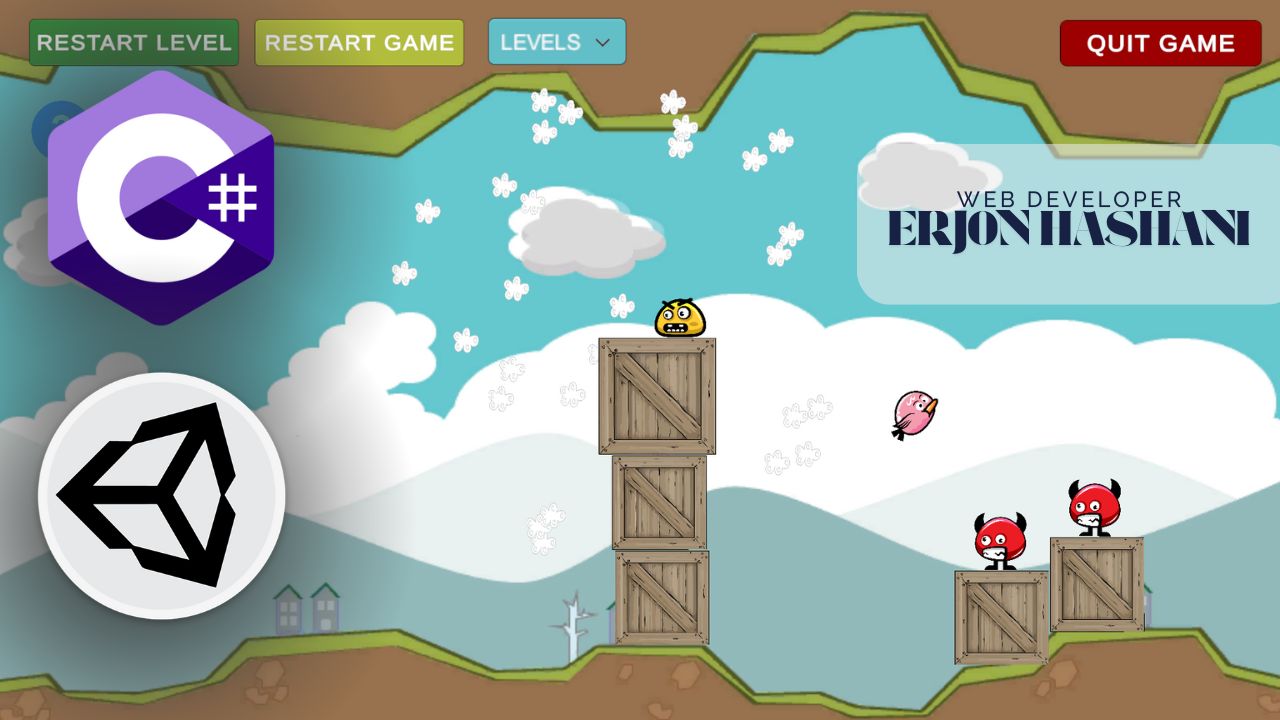 RESTART LEVEL
RESTART GAME
LEVELS
QUIT GAME
C#
WEB DEVELOPER
ERJON HASHANI